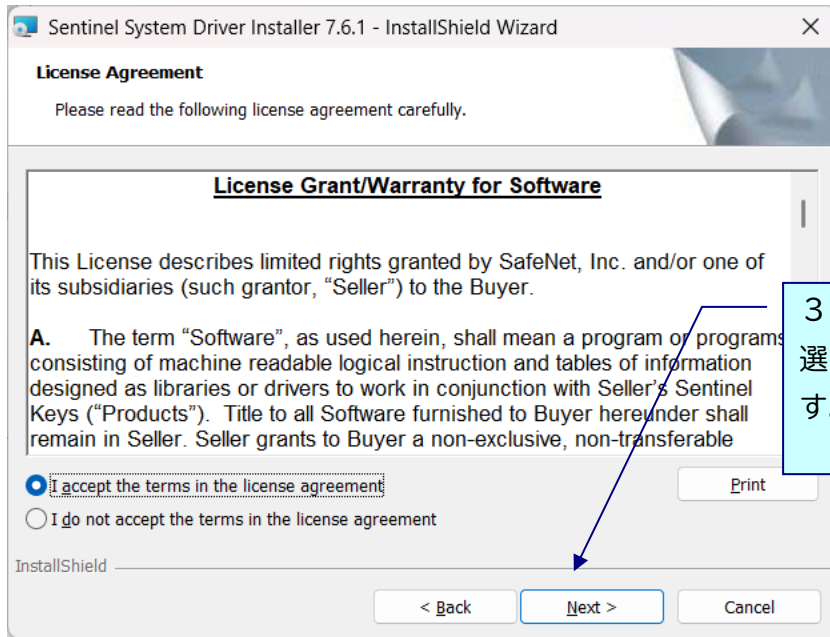 Sentinel System Driver Installer 7.6.1 - InstallShield Wizard
License Agreement
Please read the following license agreement carefully.
License Grant/Warranty for Software
This License describes limited rights granted by SafeNet, Inc. and/or one of
its subsidiaries (such grantor, “Seller”) to the Buyer.
A. The term “Software”, as used herein, shall mean a program or programs
consisting of machine readable logical instruction and tables of information
designed as libraries or drivers to work in conjunction with Seller’s Sentinel
Keys (“Products”). Title to all Software furnished to Buyer hereunder shall
remain in Seller. Seller grants to Buyer a non-exclusive, non-transferable
3
選
す
I accept the terms in the license agreement
Print
I do not accept the terms in the license agreement
InstallShield
< Back
Next >
Cancel